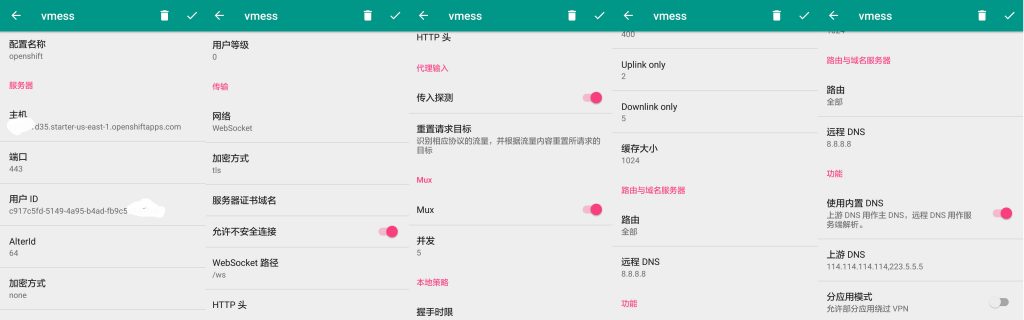 vmess
配置名称
openshift
服务器
主机
d35.starter-us-east-1.openshiftapps.com
端口
443
用户 ID
c917c5fd-5149-4a95-b4ad-fb9c5
AlterId
64
加密方式
none
vmess
用户等级
0
传输
网络
WebSocket
加密方式
tls
服务器证书域名
允许不安全连接
WebSocket 路径
/ws
HTTP 头
vmess
HTTP 头
代理输入
传入探测
重置请求目标
识别相应协议的流量，并根据流量内容重置所请求的
目标
Mux
Mux
并发
5
本地策略
握手时限
vmess
400
Uplink only
2
Downlink only
5
缓存大小
1024
路由与域名服务器
路由
全部
远程 DNS
8.8.8.8
功能
vmess
1024
路由与域名服务器
路由
全部
远程 DNS
8.8.8.8
功能
使用内置 DNS
上游 DNS 用作主 DNS，远程 DNS 用作服
务端解析。
上游 DNS
114.114.114.114,223.5.5.5
分应用模式
允许部分应用绕过 VPN